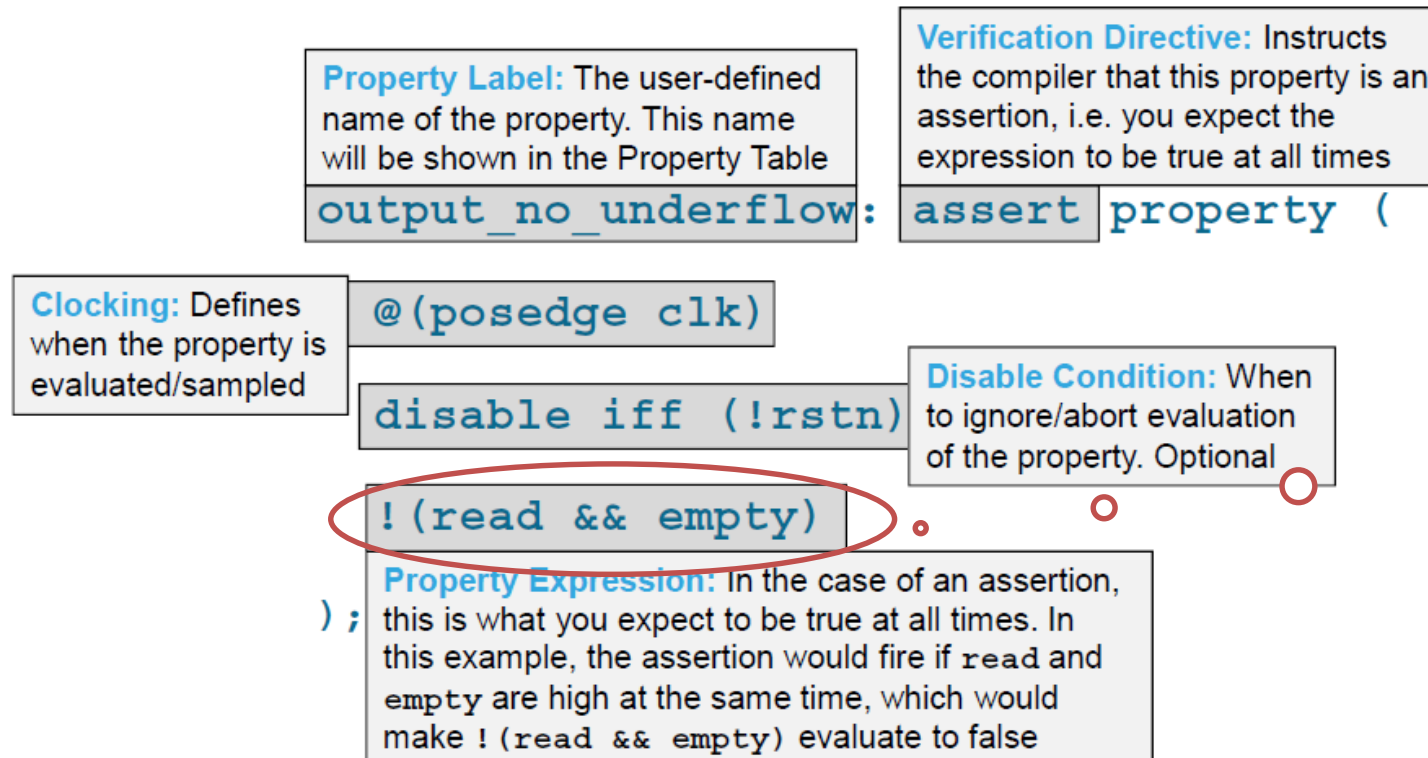 Property Label: The user-defined
name of the property. This name
will be shown in the Property Table
Verification Directive: Instructs
the compiler that this property is an
assertion, i.e. you expect the
expression to be true at all times
output_no_underflow: assert property (
Clocking: Defines
when the property is
evaluated/sampled
@(posedge clk)
disable iff (!rstn)
Disable Condition: When
to ignore/abort evaluation
of the property. Optional
!(read && empty)
Property Expression: In the case of an assertion,
this is what you expect to be true at all times. In
this example, the assertion would fire if read and
empty are high at the same time, which would
make !(read && empty) evaluate to false
);